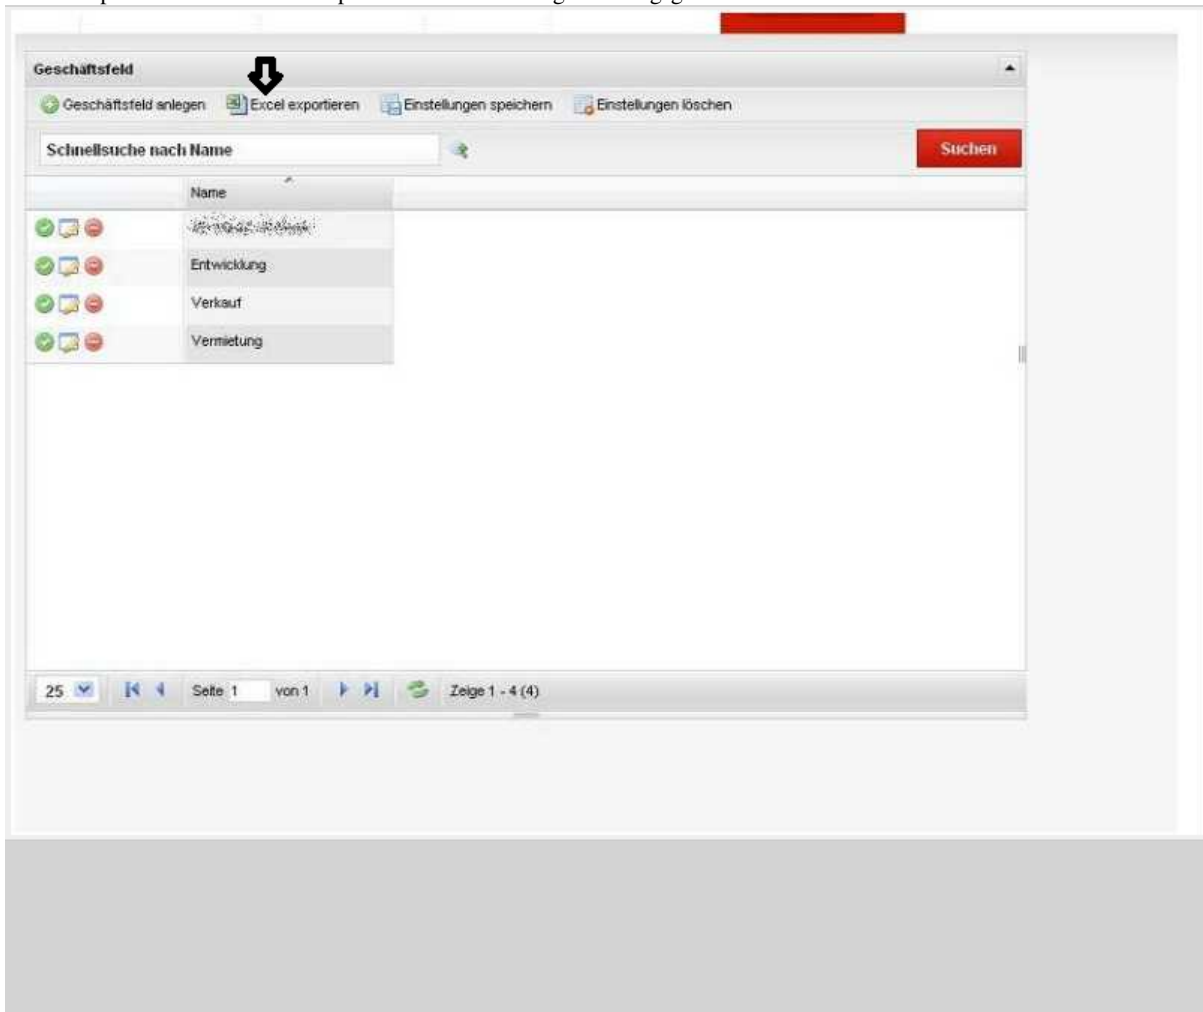 Geschäftsfeld
Geschäftsfeld anlegen Excel exportieren Einstellungen speichern Einstellungen löschen
Schnellsuche nach Name Suchen
Name
Entwicklung
Verkauf
Vermietung
25 Seite 1 von 1 Zeige 1 - 4 (4)